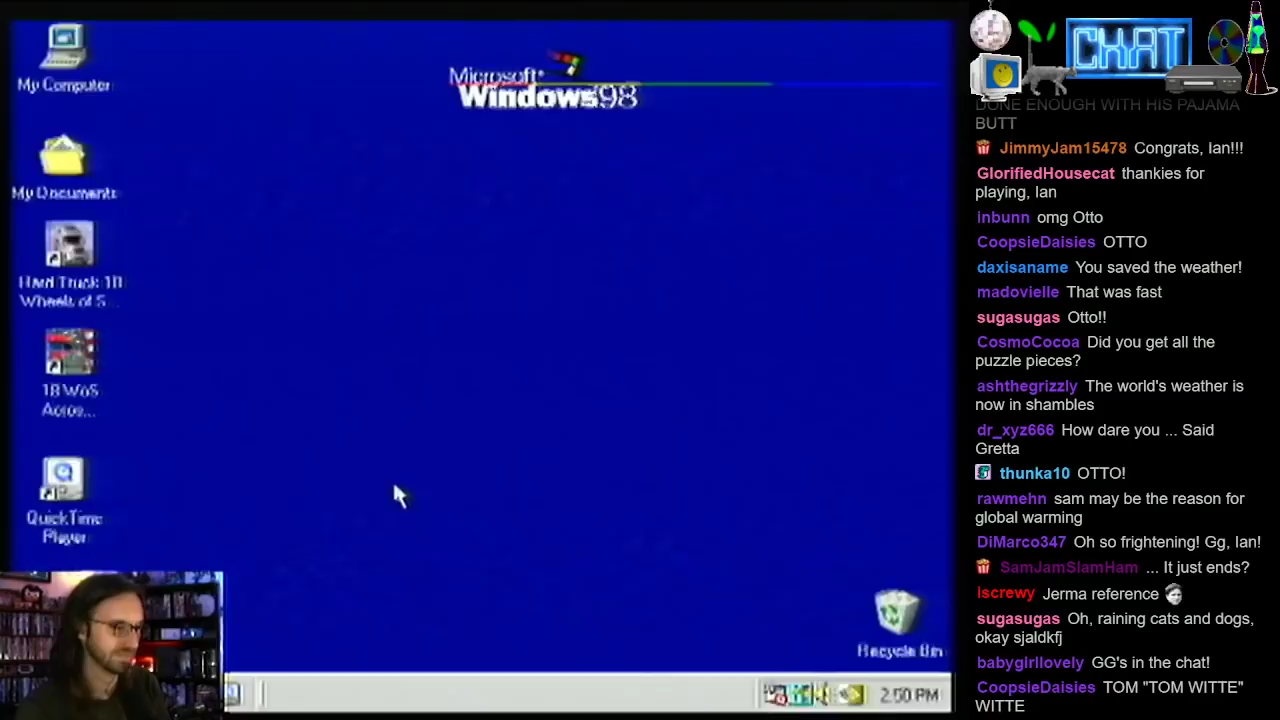 My Computer
Microsoft
Windows 98
My Documents
Hard Truck 18
Wheels of S...
18 WoS
Acros...
QuickTime
Player
Recycle Bin
2:50 PM
CHAT
DONE ENOUGH WITH HIS PAJAMA
BUTT
JimmyJam15478 Congrats, Ian!!!
GlorifiedHousecat thankies for
playing, Ian
inbunn omg Otto
CoopsieDaisies OTTO
daxisaname You saved the weather!
madovielle That was fast
sugasugas Otto!!
CosmoCocoa Did you get all the
puzzle pieces?
ashthegrizzly The world's weather is
now in shambles
dr_xyz666 How dare you ... Said
Gretta
thunka10 OTTO!
rawmehn sam may be the reason for
global warming
DiMarco347 Oh so frightening! Gg, Ian!
SamJamSlamHam ... It just ends?
lscrewy Jerma reference
sugasugas Oh, raining cats and dogs,
okay sjaldkfj
babygirllovely GG's in the chat!
CoopsieDaisies TOM "TOM WITTE"
WITTE